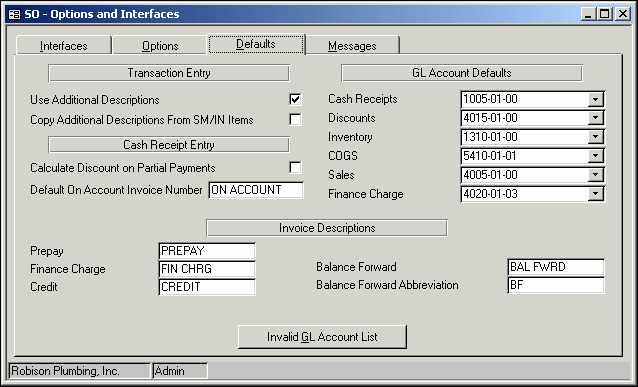 SO - Options and Interfaces
Interfaces Options Defaults Messages
Transaction Entry
Use Additional Descriptions
Copy Additional Descriptions From SM/IN Items
Cash Receipt Entry
Calculate Discount on Partial Payments
Default On Account Invoice Number ON ACCOUNT
GL Account Defaults
Cash Receipts 1005-01-00
Discounts 4015-01-00
Inventory 1310-01-00
COGS 5410-01-01
Sales 4005-01-00
Finance Charge 4020-01-03
Invoice Descriptions
Prepay PREPAY
Finance Charge FIN CHRG
Credit CREDIT
Balance Forward BAL FWRD
Balance Forward Abbreviation BF
Invalid GL Account List
Robison Plumbing, Inc. Admin